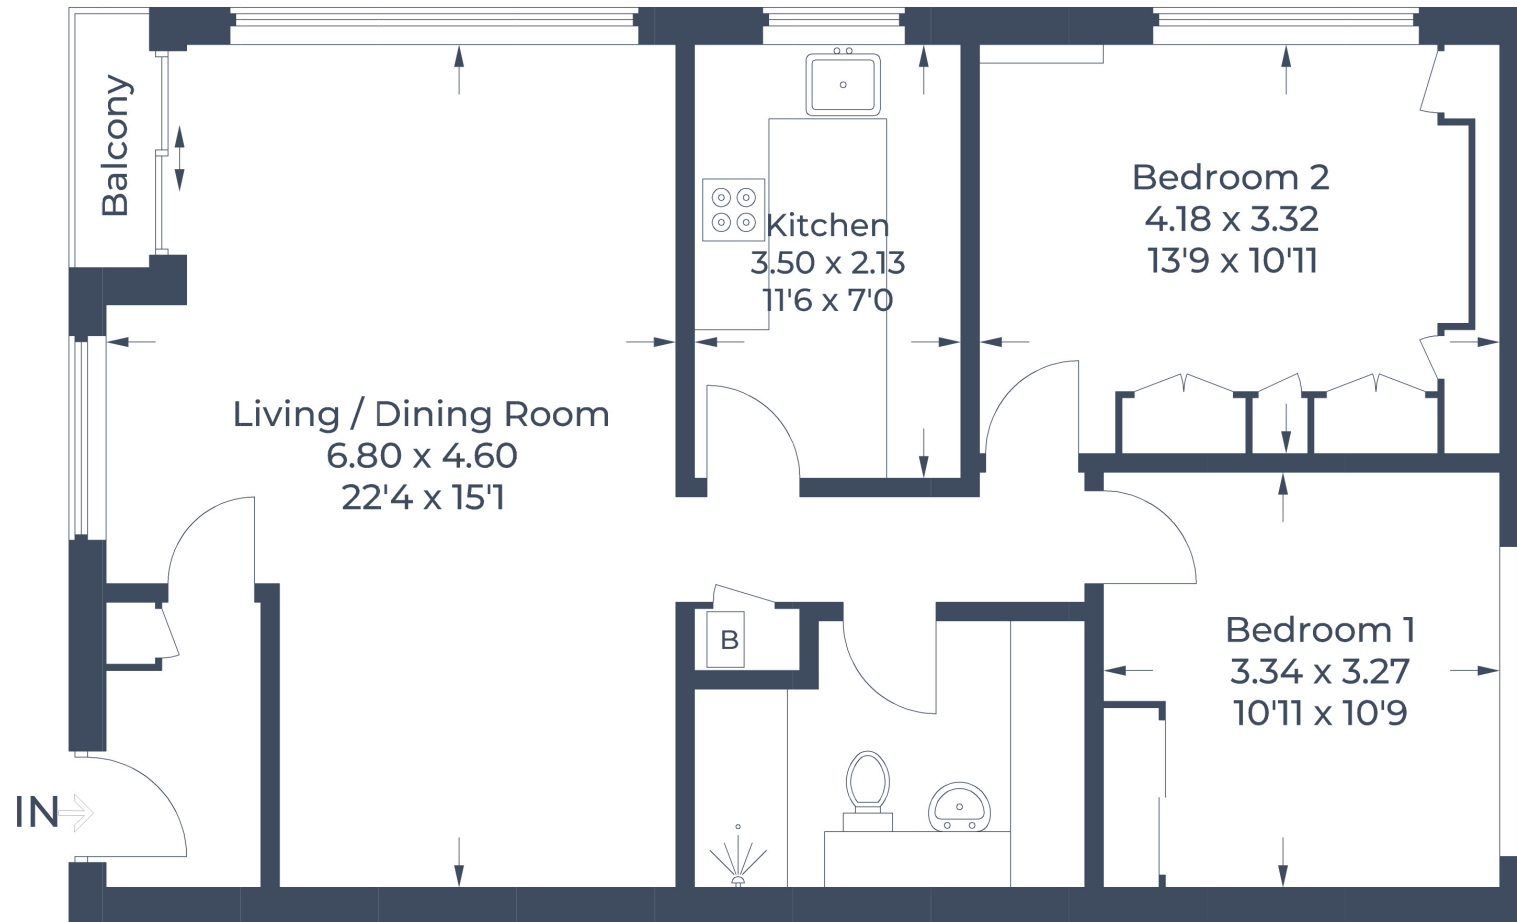 Balcony
Living / Dining Room
6.80 x 4.60
22'4 x 15'1
Kitchen
3.50 x 2.13
11'6 x 7'0
Bedroom 2
4.18 x 3.32
13'9 x 10'11
Bedroom 1
3.34 x 3.27
10'11 x 10'9
B
IN